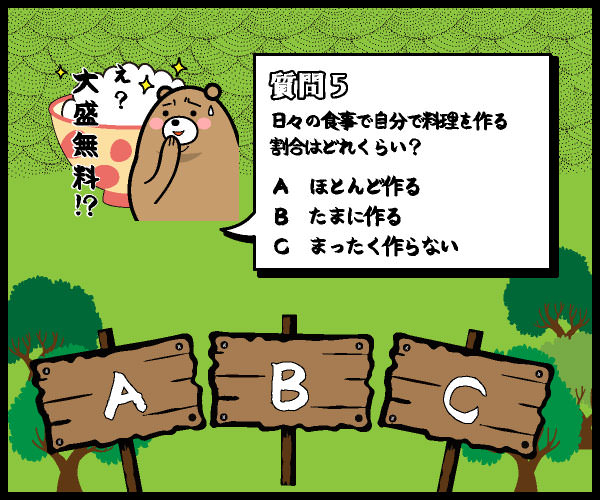 え？
大盛無料!?
質問５
日々の食事で自分で料理を作る
割合はどれくらい？
A　ほとんど作る
B　たまに作る
C　まったく作らない
A
B
C